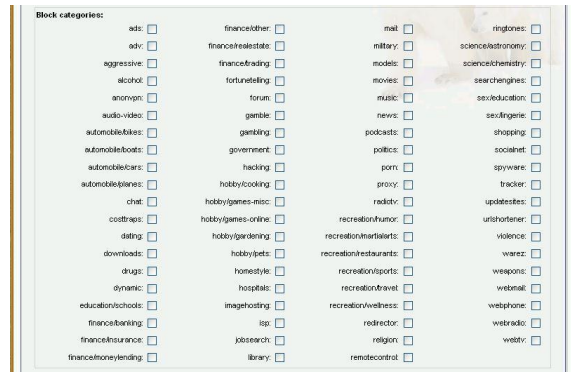 Block categories:
ads: finance/other: mail: ringtones:
adv: finance/realestate: military: science/astronomy:
aggressive: finance/trading: models: science/chemistry:
alcohol: fortunetelling: movies: searchengines:
anonvpn: forum: music: sex/education:
audio-video: gamble: news: sex/lingerie:
automobile/bikes: gambling: podcasts: shopping:
automobile/boats: government: politics: socialnet:
automobile/cars: hacking: porn: spyware:
automobile/planes: hobby/cooking: proxy: tracker:
chat: hobby/games-misc: radiotv: updatesites:
costtraps: hobby/games-online: recreation/humor: urlshortener:
dating: hobby/gardening: recreation/martialarts: violence:
downloads: hobby/pets: recreation/restaurants: warez:
drugs: homestyle: recreation/sports: weapons:
dynamic: hospitals: recreation/travel: webmail:
education/schools: imagehosting: recreation/wellness: webphone:
finance/banking: isp: redirector: webradio:
finance/insurance: jobsearch: religion: webtv:
finance/moneylending: library: remotecontrol: